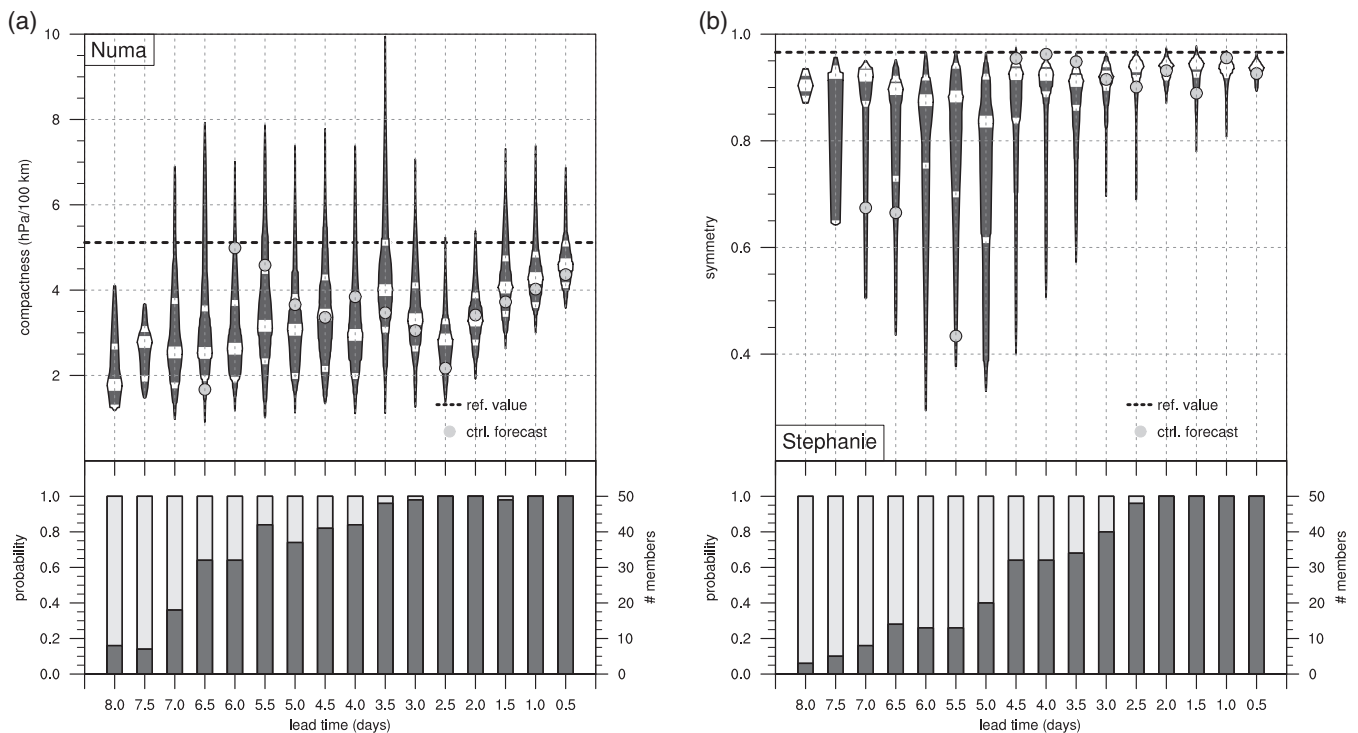 (a)
Numa
10
8
6
4
2
compactness (hPa/100 km)
ref. value
ctrl. forecast
1.0
0.8
0.6
0.4
0.2
0.0
probability
50
40
30
20
10
0
# members
8.0 7.5 7.0 6.5 6.0 5.5 5.0 4.5 4.0 3.5 3.0 2.5 2.0 1.5 1.0 0.5
lead time (days)
(b)
1.0
0.8
0.6
0.4
symmetry
ref. value
ctrl. forecast
Stephanie
1.0
0.8
0.6
0.4
0.2
0.0
probability
50
40
30
20
10
0
# members
8.0 7.5 7.0 6.5 6.0 5.5 5.0 4.5 4.0 3.5 3.0 2.5 2.0 1.5 1.0 0.5
lead time (days)